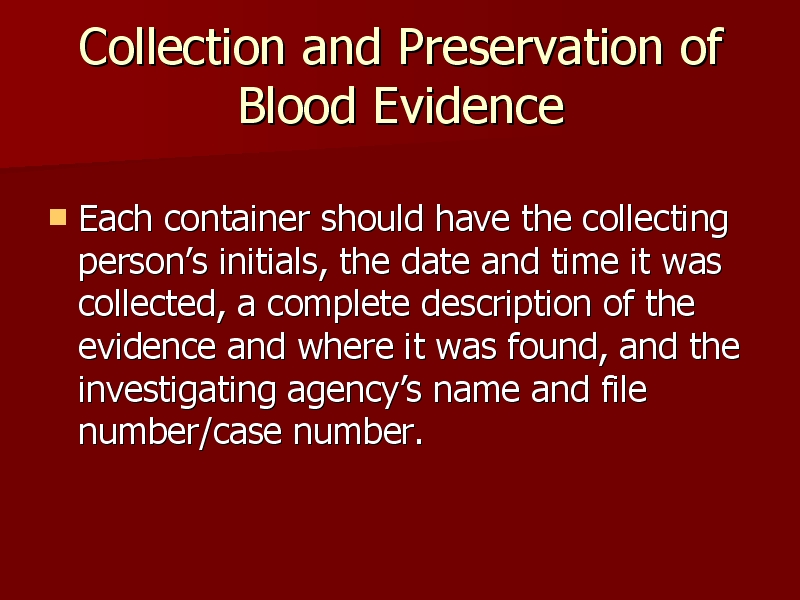 Collection and Preservation of
Blood Evidence
Each container should have the collecting
person’s initials, the date and time it was
collected, a complete description of the
evidence and where it was found, and the
investigating agency’s name and file
number/case number.